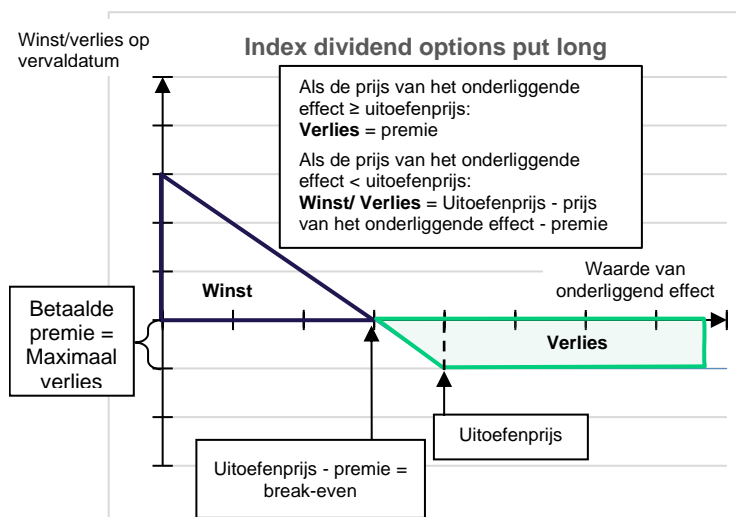 Winst/verlies op
vervaldatum
Index dividend options put long
Als de prijs van het onderliggende
effect ≥ uitoefenprijs:
Verlies = premie
Als de prijs van het onderliggende
effect < uitoefenprijs:
Winst/ Verlies = Uitoefenprijs - prijs
van het onderliggende effect - premie
Waarde van
onderliggend effect
Winst
Betaalde
premie =
Maximaal
verlies
Verlies
Uitoefenprijs
Uitoefenprijs - premie =
break-even